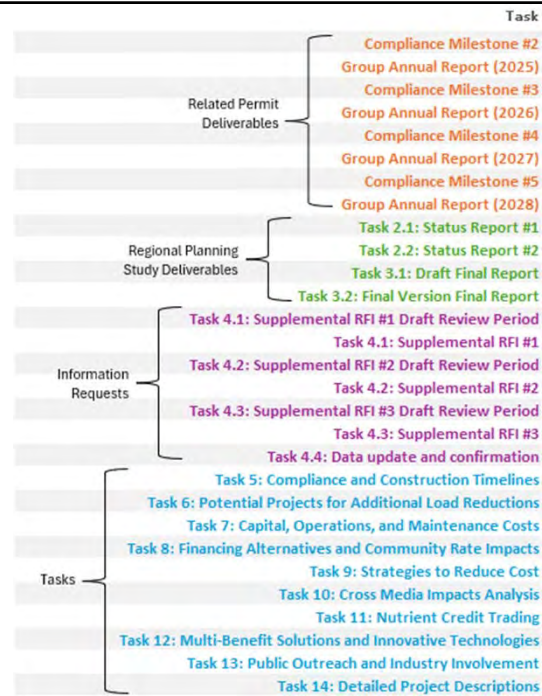 Task
Related Permit
Deliverables
Compliance Milestone #2
Group Annual Report (2025)
Compliance Milestone #3
Group Annual Report (2026)
Compliance Milestone #4
Group Annual Report (2027)
Compliance Milestone #5
Group Annual Report (2028)
Regional Planning
Study Deliverables
Task 2.1: Status Report #1
Task 2.2: Status Report #2
Task 3.1: Draft Final Report
Task 3.2: Final Version Final Report
Information
Requests
Task 4.1: Supplemental RFI #1 Draft Review Period
Task 4.1: Supplemental RFI #1
Task 4.2: Supplemental RFI #2 Draft Review Period
Task 4.2: Supplemental RFI #2
Task 4.3: Supplemental RFI #3 Draft Review Period
Task 4.3: Supplemental RFI #3
Task 4.4: Data update and confirmation
Tasks
Task 5: Compliance and Construction Timelines
Task 6: Potential Projects for Additional Load Reductions
Task 7: Capital, Operations, and Maintenance Costs
Task 8: Financing Alternatives and Community Rate Impacts
Task 9: Strategies to Reduce Cost
Task 10: Cross Media Impacts Analysis
Task 11: Nutrient Credit Trading
Task 12: Multi-Benefit Solutions and Innovative Technologies
Task 13: Public Outreach and Industry Involvement
Task 14: Detailed Project Descriptions